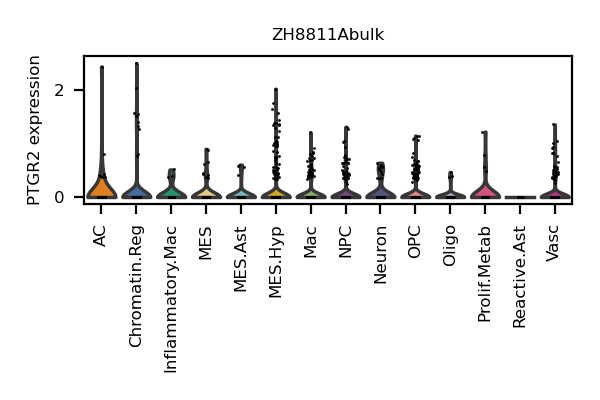 ZH8811Abulk
PTGR2 expression
2
0
AC
Chromatin.Reg
Inflammatory.Mac
MES
MES.Ast
MES.Hyp
Mac
NPC
Neuron
OPC
Oligo
Prolif.Metab
Reactive.Ast
Vasc